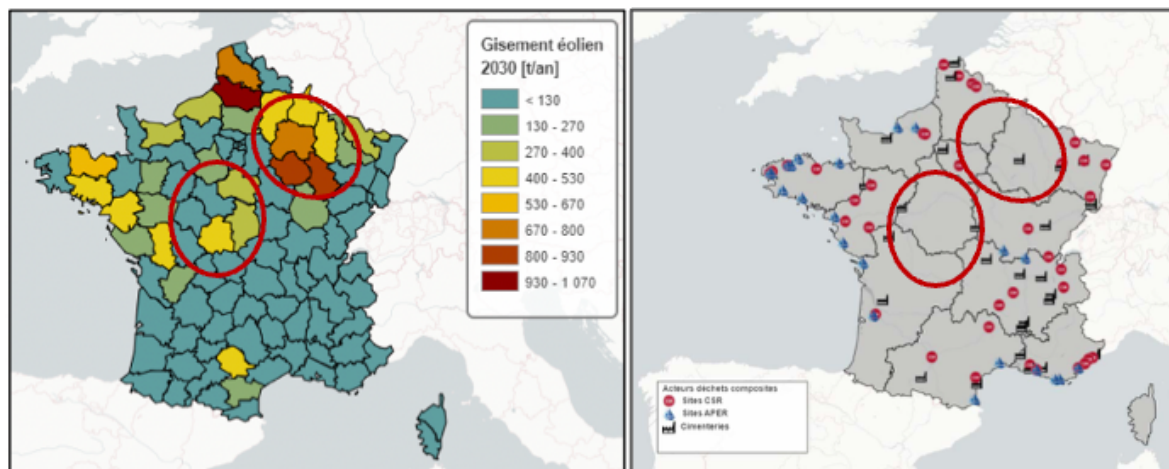 Gisement éolien
2030 [t/an]
< 130
130 - 270
270 - 400
400 - 530
530 - 670
670 - 800
800 - 930
930 - 1 070
Acteurs déchets composites
Sites CSR
Sites APER
Cimenteries